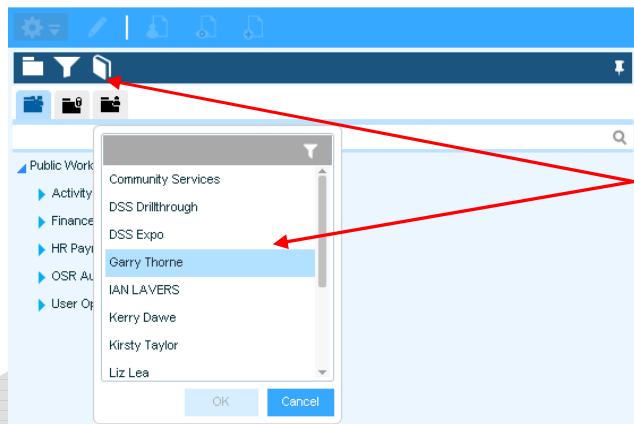 Public Work
Activity
Finance
HR Pay
OSR Au
User Op
Community Services
DSS Drillthrough
DSS Expo
Garry Thorne
IAN LAVERS
Kerry Dawe
Kirsty Taylor
Liz Lea
OK
Cancel